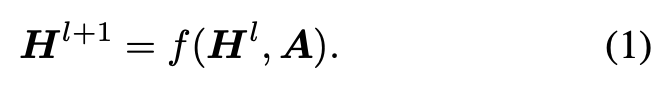 H^{l+1} = f(H^l, A). (1)